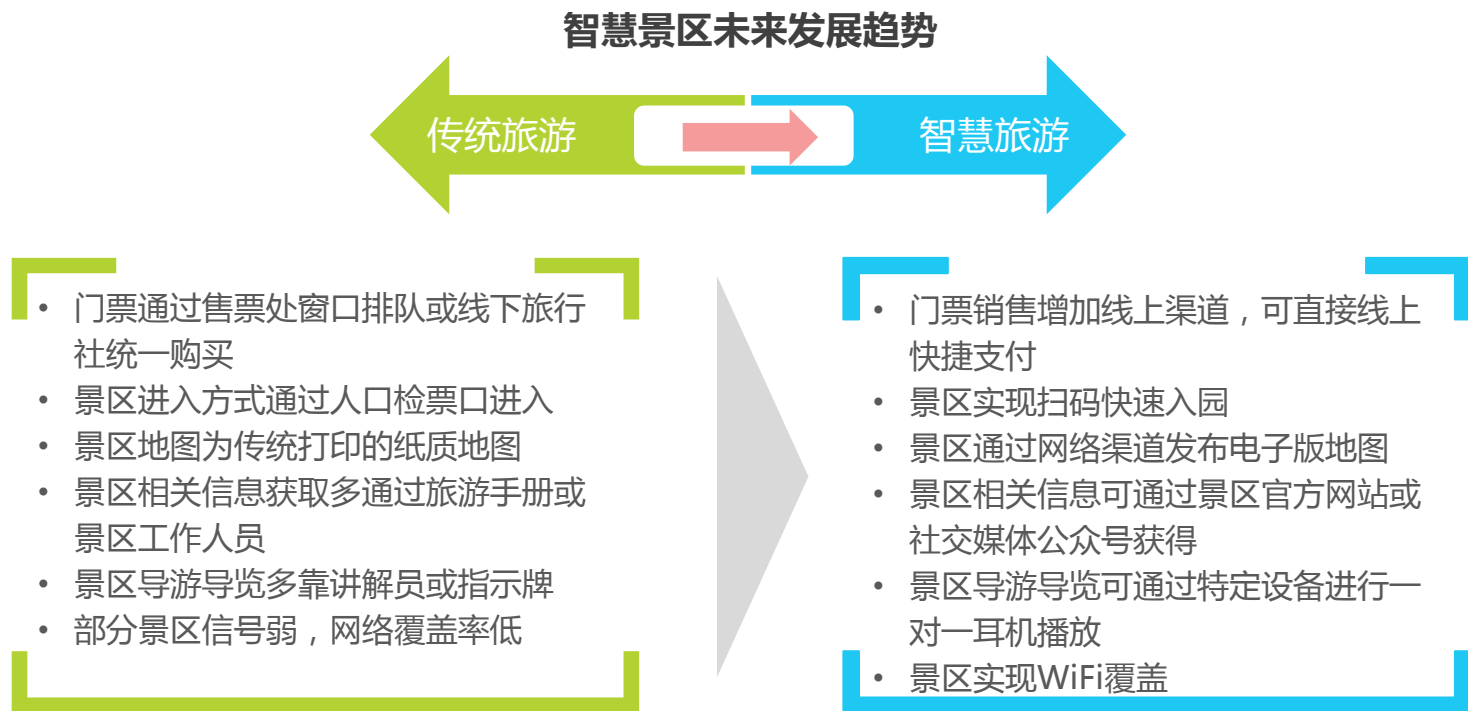 智慧景区未来发展趋势
传统旅游
智慧旅游
• 门票通过售票处窗口排队或线下旅行
社统一购买
• 景区进入方式通过人口检票口进入
• 景区地图为传统打印的纸质地图
• 景区相关信息获取多通过旅游手册或
景区工作人员
• 景区导游导览多靠讲解员或指示牌
• 部分景区信号弱，网络覆盖率低
• 门票销售增加线上渠道，可直接线上
快捷支付
• 景区实现扫码快速入园
• 景区通过网络渠道发布电子版地图
• 景区相关信息可通过景区官方网站或
社交媒体公众号获得
• 景区导游导览可通过特定设备进行一
对一耳机播放
• 景区实现WiFi覆盖